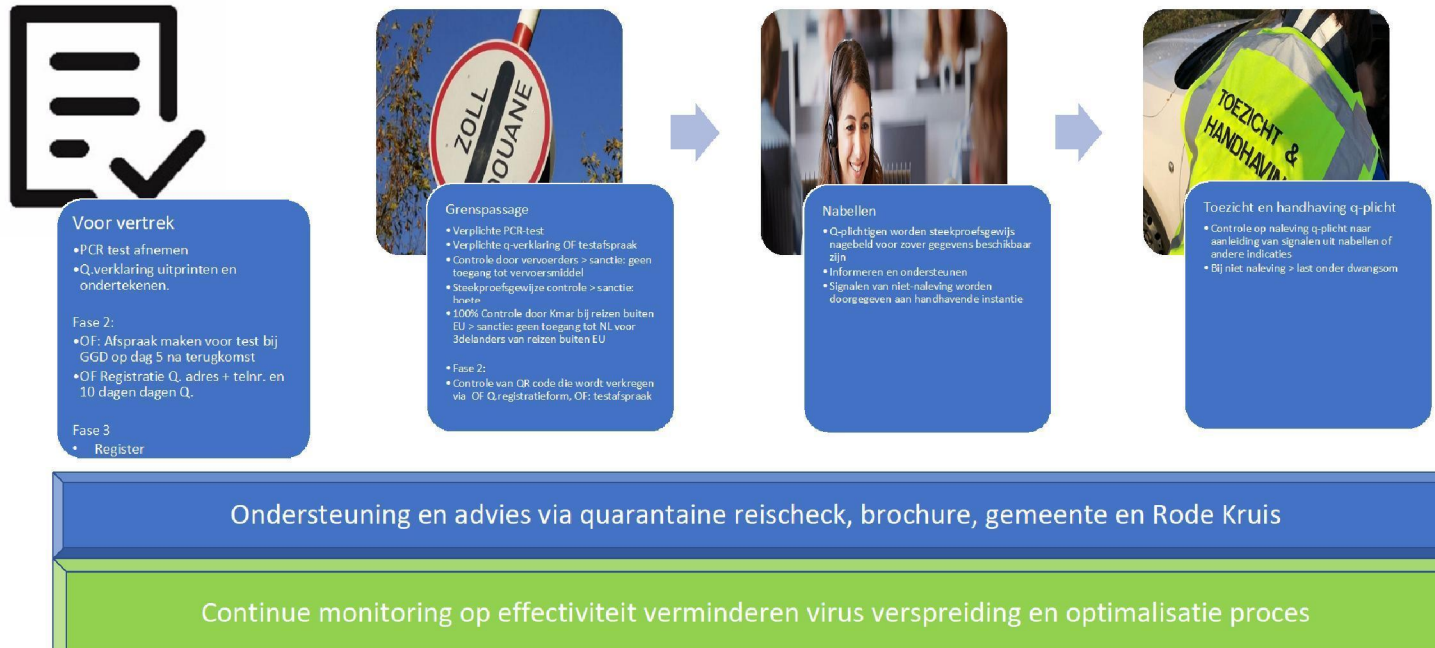 ZOLL
DOUANE
TOEZICHT &
HANDHAVIN
Voor vertrek
•PCR test afnemen
•Q.verklaring uitprinten en
ondertekenen.
Fase 2:
•OF: Afspraak maken voor test bij
GGD op dag 5 na terugkomst
•OF Registratie Q. adres + telnr. en
10 dagen dagen Q.
Fase 3
• Register
Grenspassage
• Verplichte PCR-test
• Verplichte q-verklaring OF testafspraak
• Controle door vervoerders > sanctie: geen
toegang tot vervoersmiddel
• Steekproefsgewijze controle > sanctie:
boete
• 100% Controle door Kmar bij reizen buiten
EU > sanctie: geen toegang tot NL voor
3delanders van reizen buiten EU
• Fase 2:
• Controle van QR code die wordt verkregen
via OF Q.registratieform, OF: testafspraak
Nabellen
• Q-plichtigen worden steekproefsgewijs
nagebeld voor zover gegevens beschikbaar
zijn
• Informeren en ondersteunen
• Signalen van niet-naleving worden
doorgegeven aan handhavende instantie
Toezicht en handhaving q-plicht
• Controle op naleving q-plicht naar
aanleiding van signalen uit nabellen of
andere indicaties
• Bij niet naleving > last onder dwangsom
Ondersteuning en advies via quarantaine reischeck, brochure, gemeente en Rode Kruis
Continue monitoring op effectiviteit verminderen virus verspreiding en optimalisatie proces